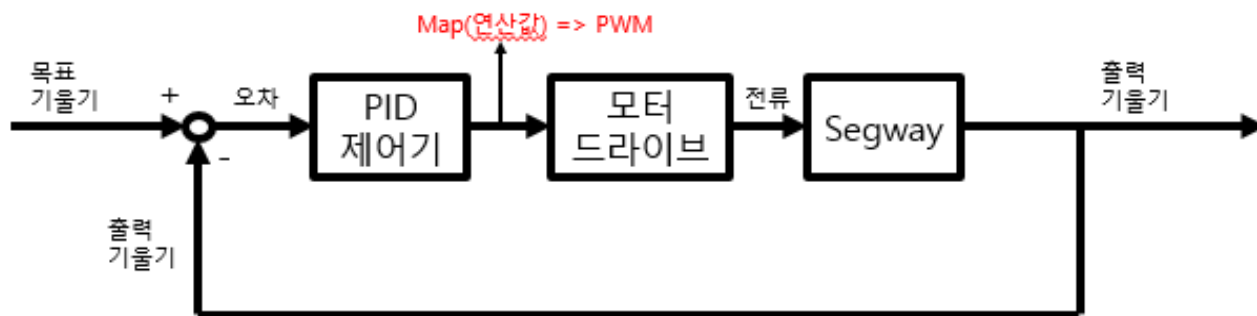 Map(연산값) => PWM
목표
기울기
+
오차
PID
제어기
모터
드라이브
전류
Segway
출력
기울기
-
출력
기울기